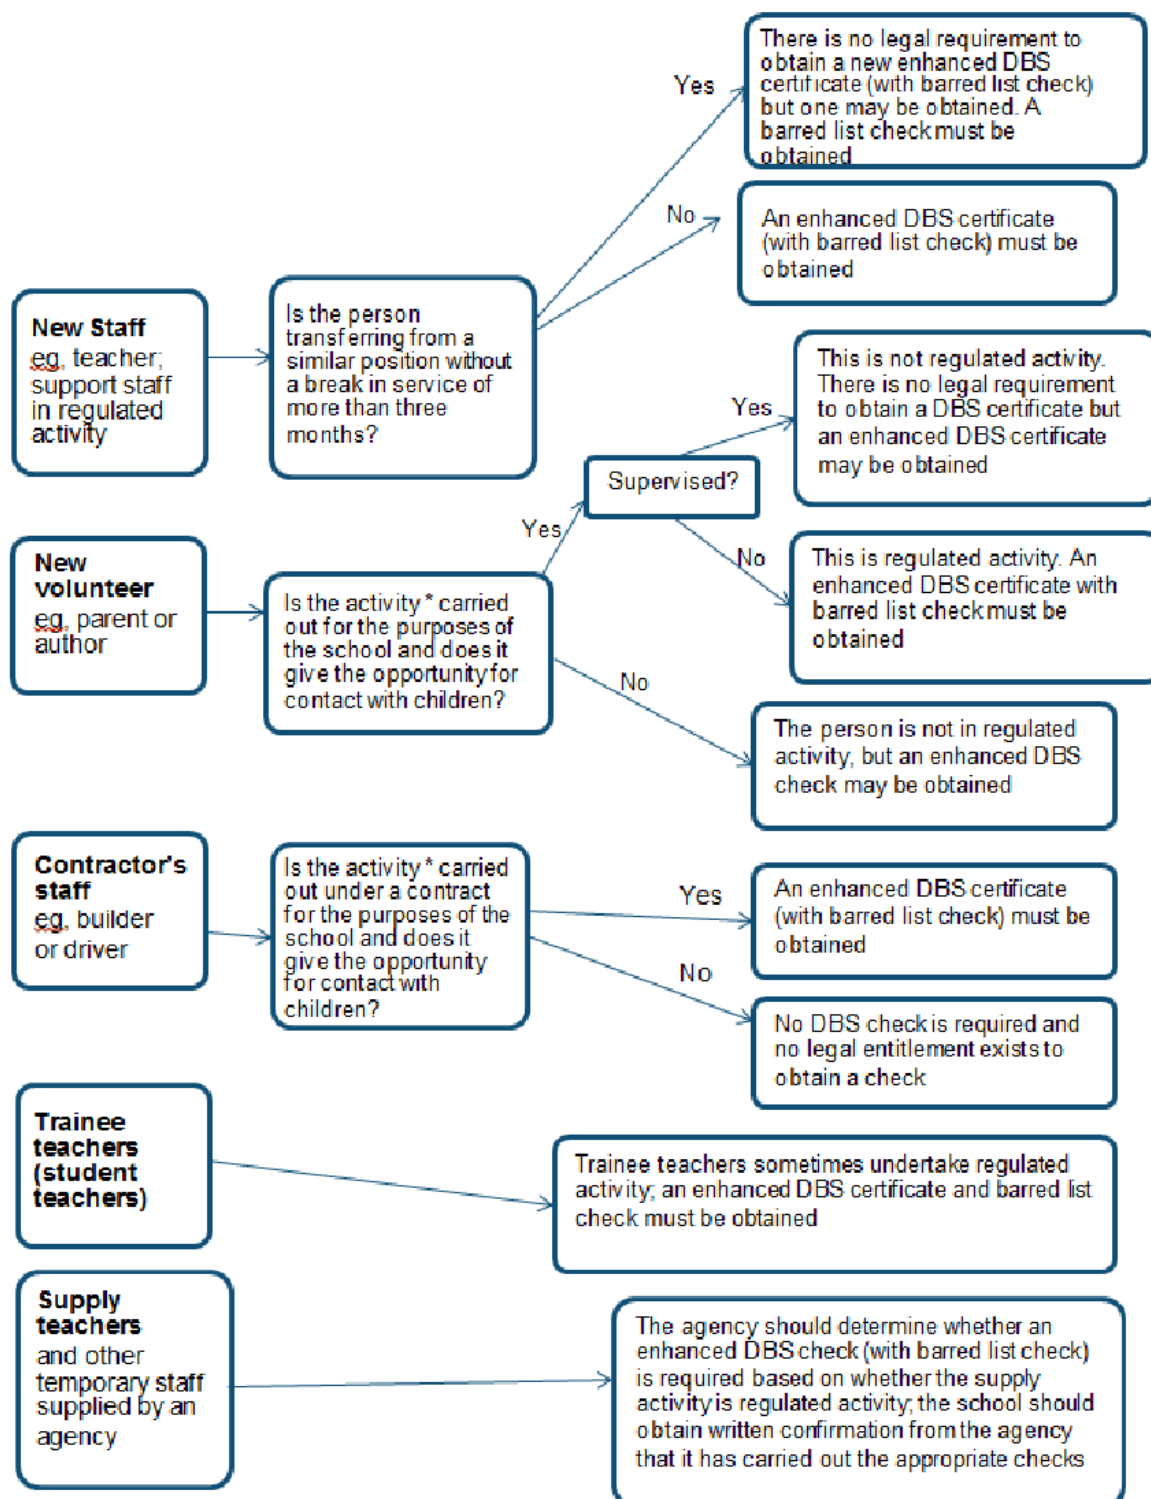 There is no legal requirement to
obtain a new enhanced DBS
certificate (with barred list check)
but one may be obtained. A
barred list check must be
obtained
Yes
No
An enhanced DBS certificate
(with barred list check) must be
obtained
New Staff
eg, teacher;
support staff
in regulated
activity
Is the person
transferring from a
similar position without
a break in service of
more than three
months?
This is not regulated activity.
There is no legal requirement
to obtain a DBS certificate but
an enhanced DBS certificate
may be obtained
Yes
Supervised?
Yes
No
This is regulated activity. An
enhanced DBS certificate with
barred list check must be
obtained
New
volunteer
eg, parent or
author
Is the activity * carried
out for the purposes of
the school and does it
give the opportunity for
contact with children?
No
The person is not in regulated
activity, but an enhanced DBS
check may be obtained
Contractor's
staff
eg, builder
or driver
Is the activity * carried
out under a contract
for the purposes of the
school and does it
give the opportunity
for contact with
children?
Yes
An enhanced DBS certificate
(with barred list check) must be
obtained
No
No DBS check is required and
no legal entitlement exists to
obtain a check
Trainee
teachers
(student
teachers)
Trainee teachers sometimes undertake regulated
activity; an enhanced DBS certificate and barred list
check must be obtained
Supply
teachers
and other
temporary staff
supplied by an
agency
The agency should determine whether an
enhanced DBS check (with barred list check)
is required based on whether the supply
activity is regulated activity; the school should
obtain written confirmation from the agency
that it has carried out the appropriate checks